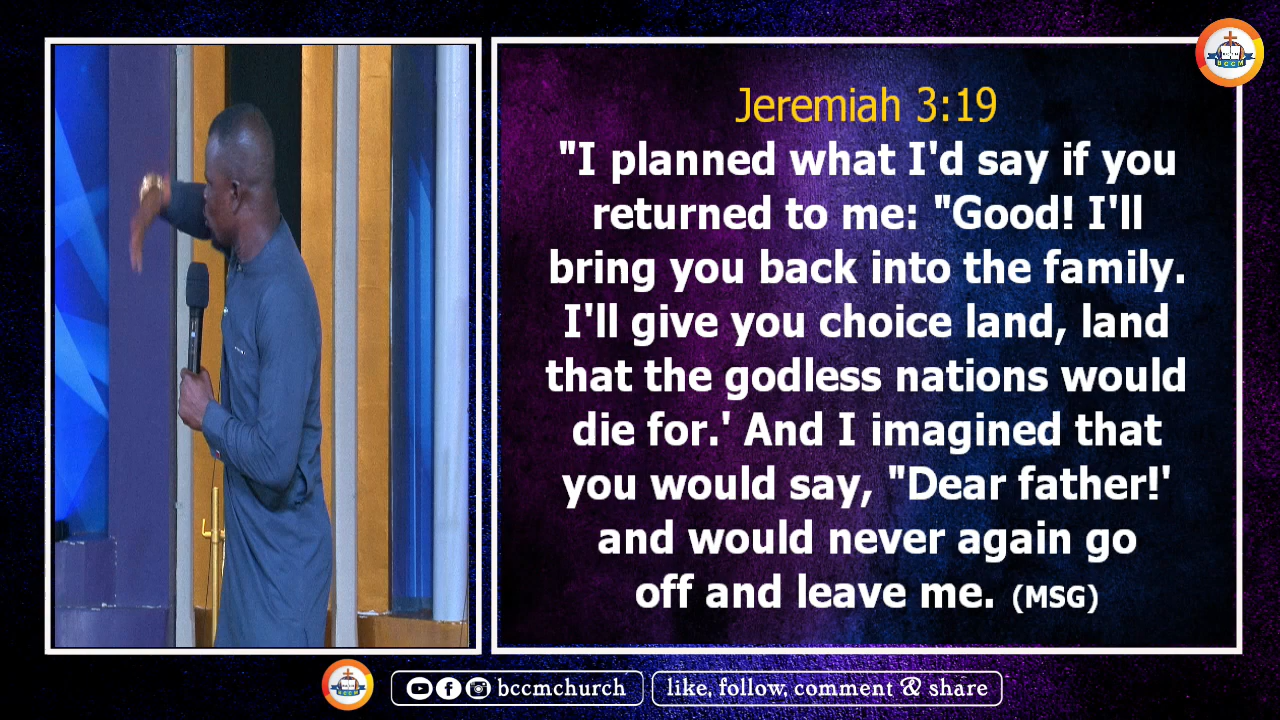 Jeremiah 3:19
"I planned what I'd say if you
returned to me: "Good! I'll
bring you back into the family.
I'll give you choice land, land
that the godless nations would
die for.' And I imagined that
you would say, "Dear father!'
and would never again go
off and leave me. (MSG)
BCCM
BCCM
bccmchurch
like, follow, comment & share